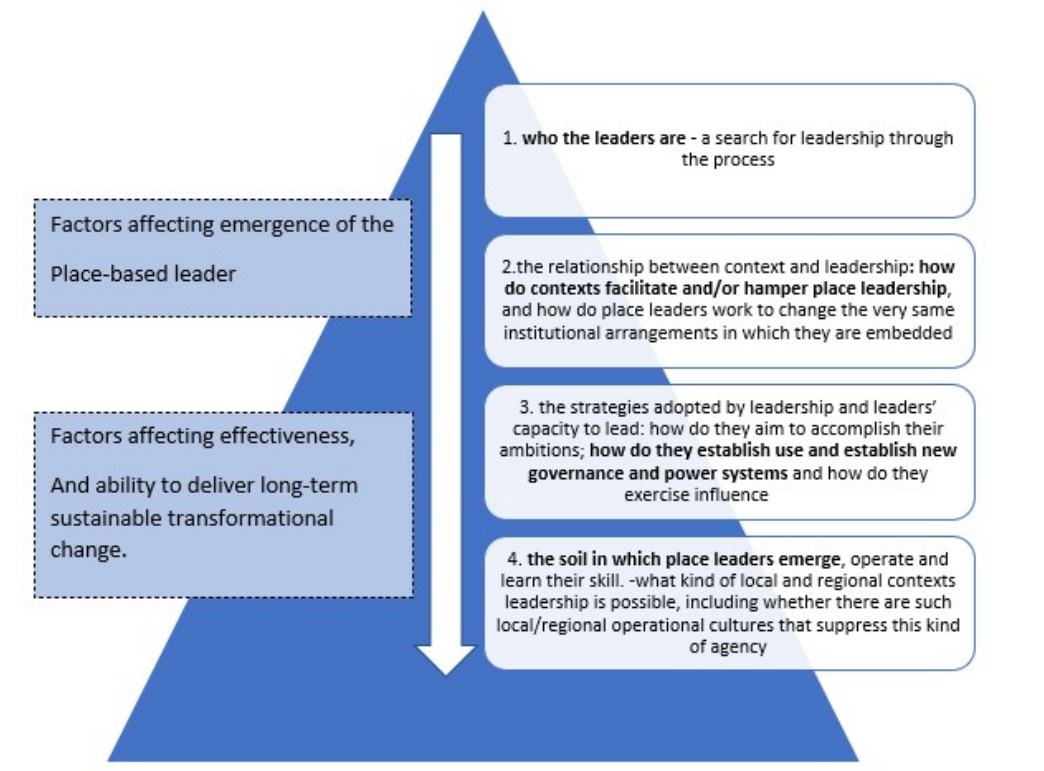 Factors affecting emergence of the
Place-based leader
Factors affecting effectiveness,
And ability to deliver long-term
sustainable transformational
change.
1. who the leaders are - a search for leadership through
the process
2.the relationship between context and leadership: how
do contexts facilitate and/or hamper place leadership,
and how do place leaders work to change the very same
institutional arrangements in which they are embedded
3. the strategies adopted by leadership and leaders’
capacity to lead: how do they aim to accomplish their
ambitions; how do they establish use and establish new
governance and power systems and how do they
exercise influence
4. the soil in which place leaders emerge, operate and
learn their skill. -what kind of local and regional contexts
leadership is possible, including whether there are such
local/regional operational cultures that suppress this kind
of agency